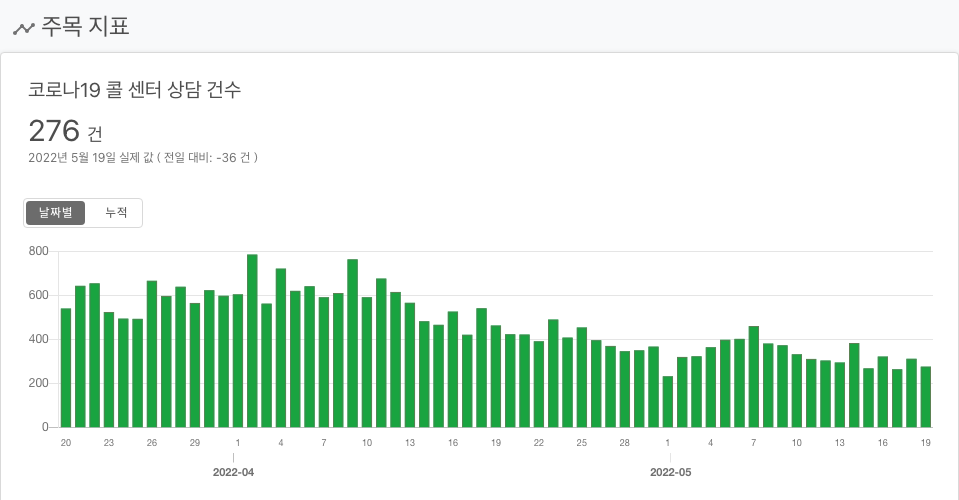 주목 지표
코로나19 콜 센터 상담 건수
276 건
2022년 5월 19일 실제 값 ( 전일 대비: -36 건 )
날짜별 누적
800
600
400
200
0
20 23 26 29 1 4 7 10 13 16 19 22 25 28 1 4 7 10 13 16 19
2022-04 2022-05